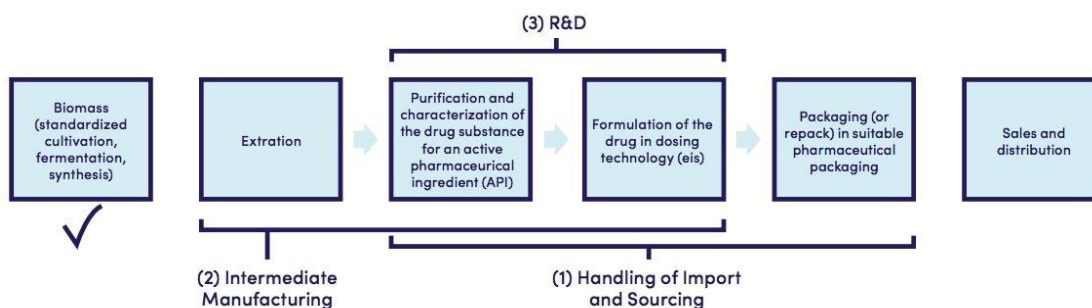 (3) R&D
Biomass
(standardized
cultivation,
fermentation,
synthesis)
Extration
Purification and
characterization of
the drug substance
for an active
pharmaceurical
ingredient (API)
Formulation of the
drug in dosing
technology (eis)
Packaging (or
repack) in suitable
pharmaceutical
packaging
Sales and
distribution
(2) Intermediate
Manufacturing
(1) Handling of Import
and Sourcing